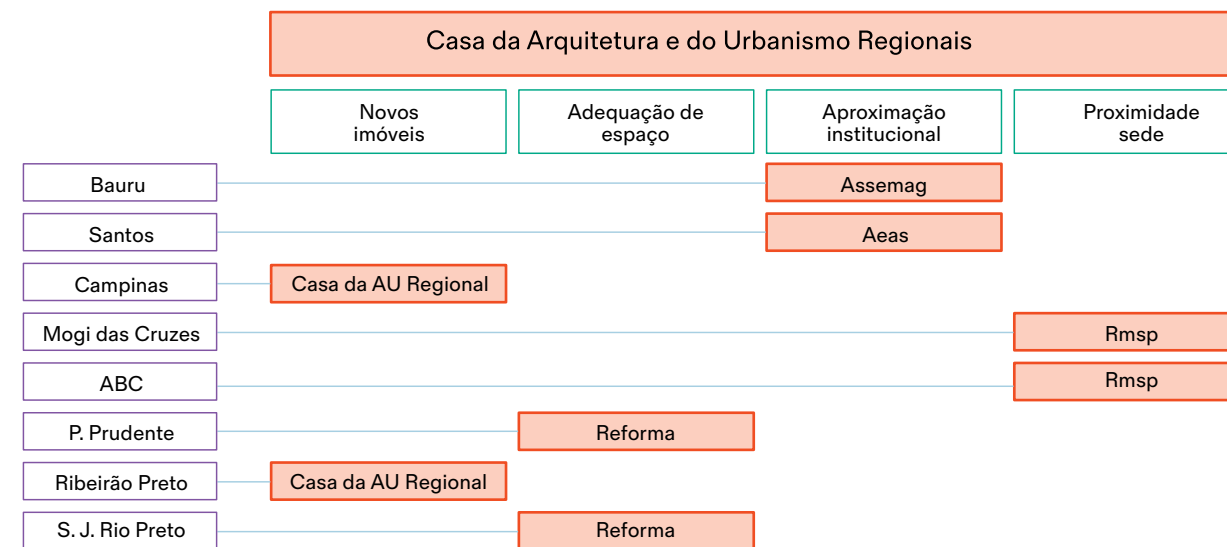 Casa da Arquitetura e do Urbanismo Regionais
Novos
imóveis
Adequação de
espaço
Aproximação
institucional
Proximidade
sede
Bauru
Assemag
Santos
Aeas
Campinas
Casa da AU Regional
Mogi das Cruzes
Rmsp
ABC
Rmsp
P. Prudente
Reforma
Ribeirão Preto
Casa da AU Regional
S. J. Rio Preto
Reforma